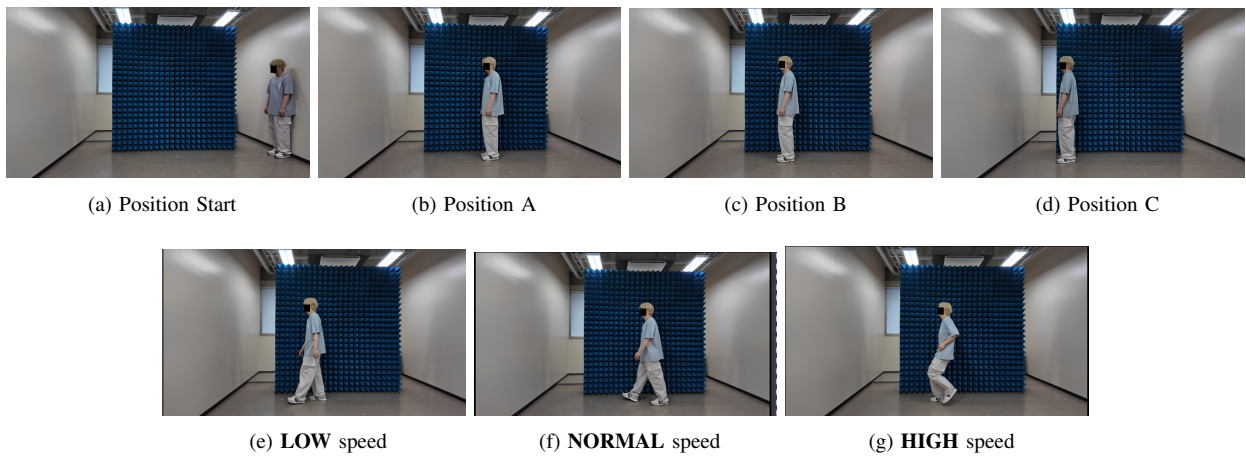 (a) Position Start
(b) Position A
(c) Position B
(d) Position C
(e) LOW speed
(f) NORMAL speed
(g) HIGH speed